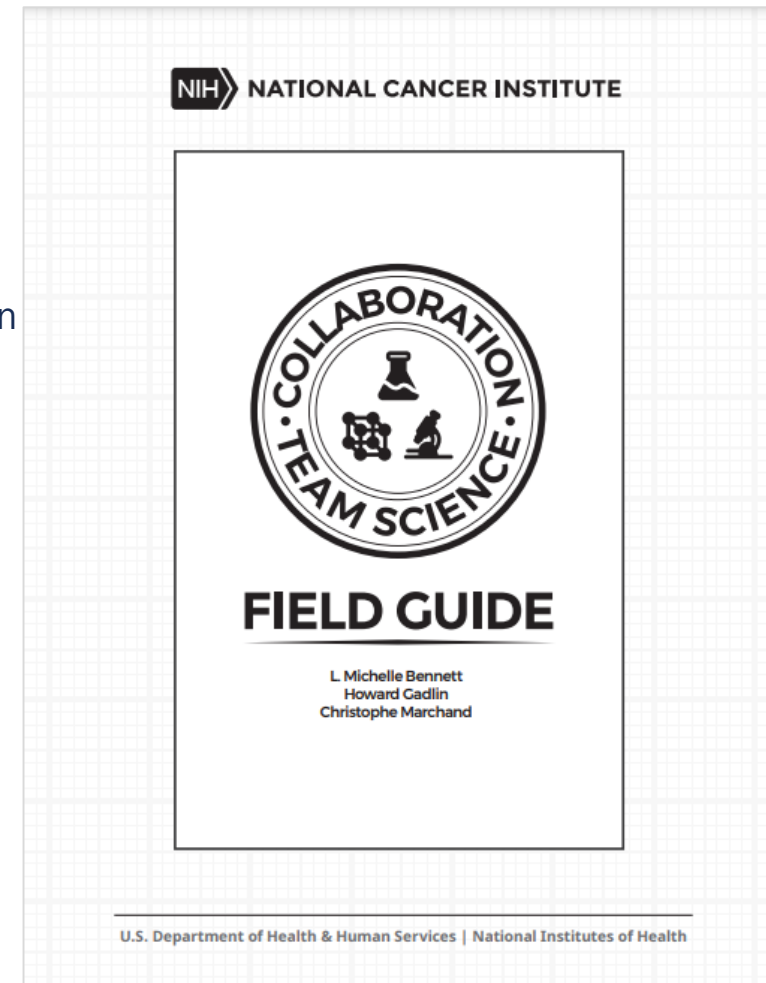 NIH NATIONAL CANCER INSTITUTE
n
COLLABORATION
TEAM SCIENCE
FIELD GUIDE
L. Michelle Bennett
Howard Gadlin
Christophe Marchand
U.S. Department of Health & Human Services | National Institutes of Health